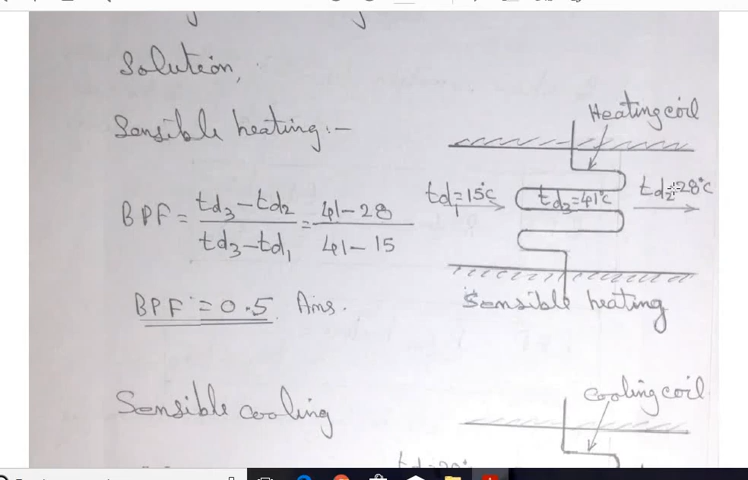 Solution,
Sensible heating:-
Heating coil
td1=15°c
td3=41°c
td2=28°c
BPF = td3-td2 / td3-td1 = 41-28 / 41-15
Sensible heating
BPF = 0.5 Ans.
Sensible cooling
Cooling coil